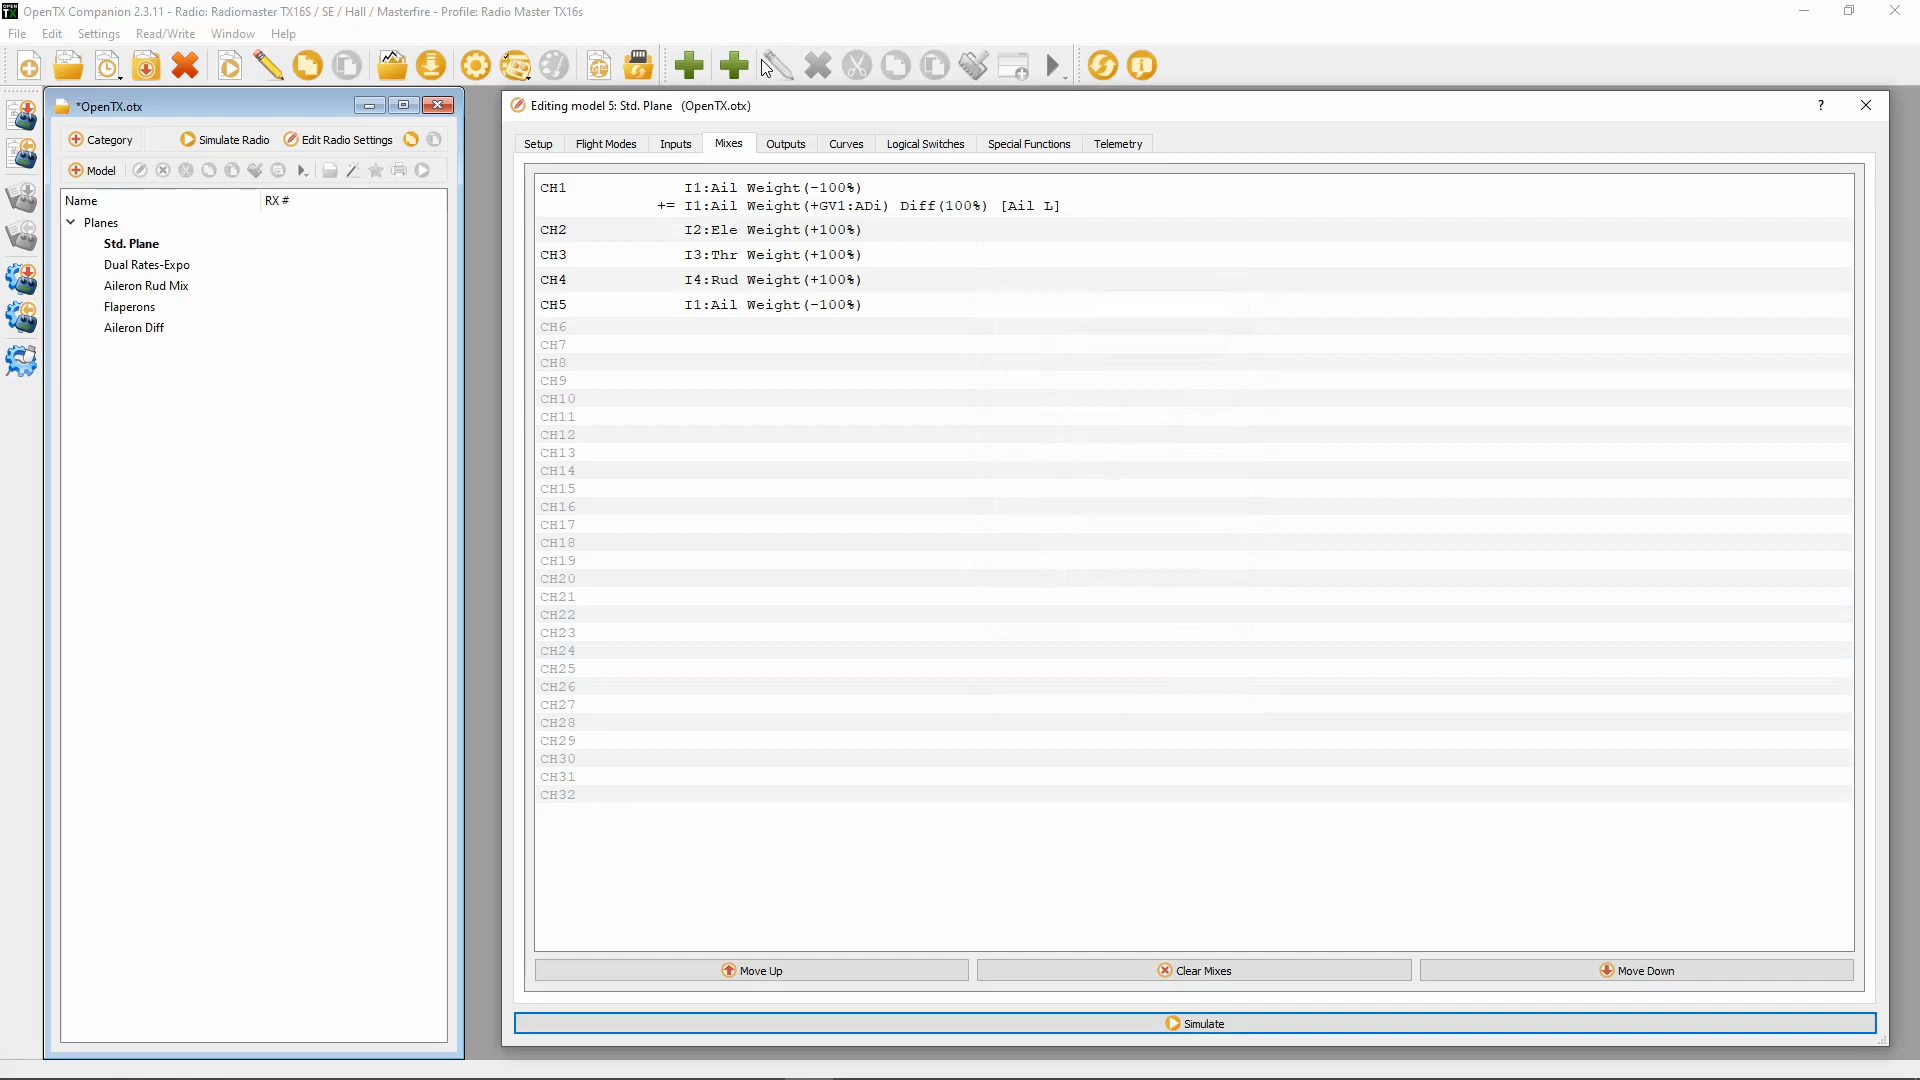 OpenTX Companion 2.3.11 - Radio: Radiomaster TX16S / SE / Hall / Masterfire - Profile: Radio Master TX16s
File Edit Settings Read/Write Window Help
*OpenTX.otx
Category Simulate Radio Edit Radio Settings
Model
Name RX #
Planes
Std. Plane
Dual Rates-Expo
Aileron Rud Mix
Flaperons
Aileron Diff
Editing model 5: Std. Plane (OpenTX.otx)
?
Setup Flight Modes Inputs Mixes Outputs Curves Logical Switches Special Functions Telemetry
CH1 I1:Ail Weight(-100%)
+= I1:Ail Weight(+GV1:ADi) Diff(100%) [Ail L]
CH2 I2:Ele Weight(+100%)
CH3 I3:Thr Weight(+100%)
CH4 I4:Rud Weight(+100%)
CH5 I1:Ail Weight(-100%)
CH6
CH7
CH8
CH9
CH10
CH11
CH12
CH13
CH14
CH15
CH16
CH17
CH18
CH19
CH20
CH21
CH22
CH23
CH24
CH25
CH26
CH27
CH28
CH29
CH30
CH31
CH32
Move Up Clear Mixes Move Down
Simulate